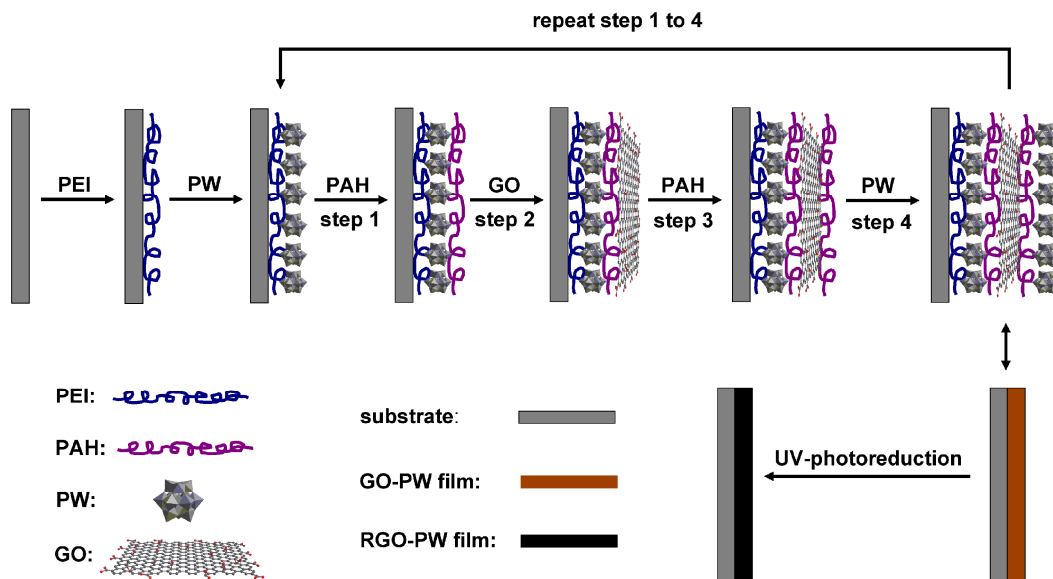 repeat step 1 to 4
PEI
PW
PAH
step 1
GO
step 2
PAH
step 3
PW
step 4
PEI:
PAH:
PW:
GO:
substrate:
GO-PW film:
RGO-PW film:
UV-photoreduction